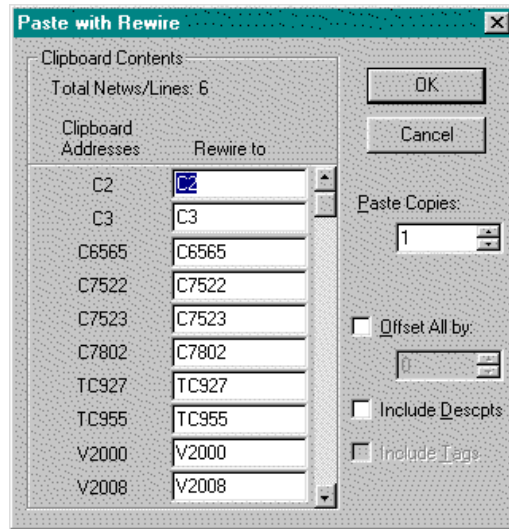 Paste with Rewire
Clipboard Contents
Total Netws/Lines: 6
Clipboard
Addresses Rewire to
C2 C2
C3 C3
C6565 C6565
C7522 C7522
C7523 C7523
C7802 C7802
TC927 TC927
TC955 TC955
V2000 V2000
V2008 V2008
OK
Cancel
Paste Copies:
1
Offset All by:
0
Include Descpts
Include Tags